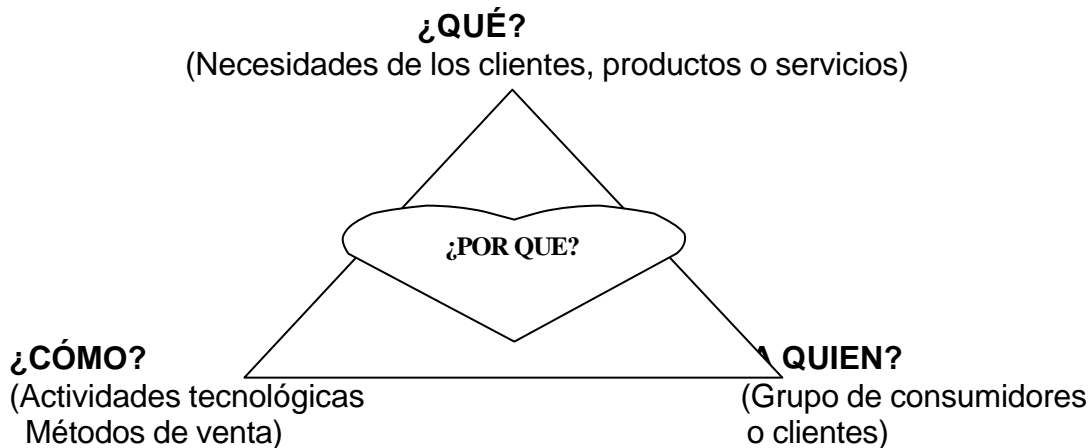 ¿QUÉ?
(Necesidades de los clientes, productos o servicios)
¿POR QUE?
¿CÓMO?
(Actividades tecnológicas
Métodos de venta)
A QUIEN?
(Grupo de consumidores
o clientes)